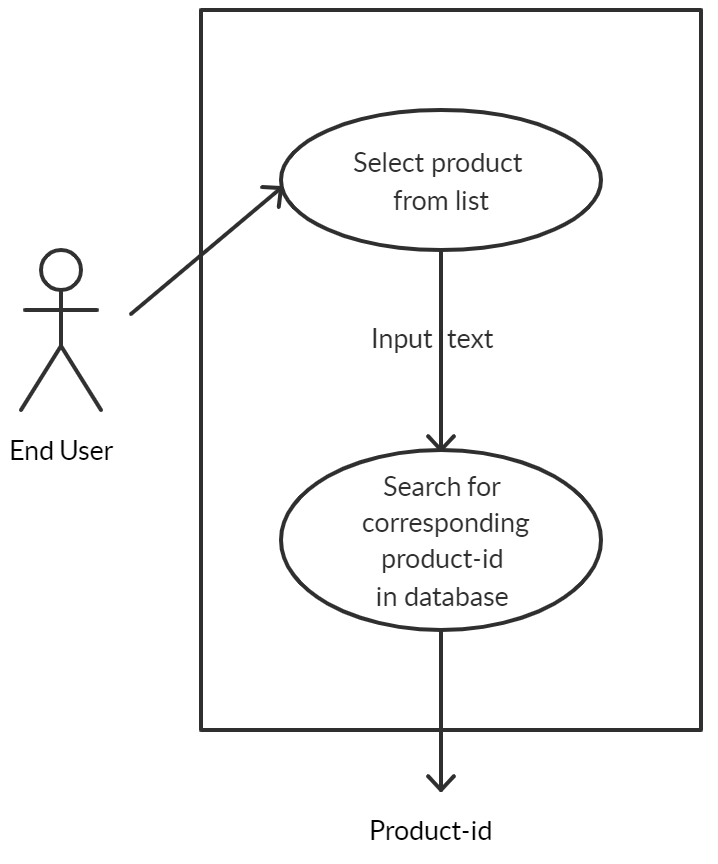 Select product
from list
Input text
End User
Search for
corresponding
product-id
in database
Product-id